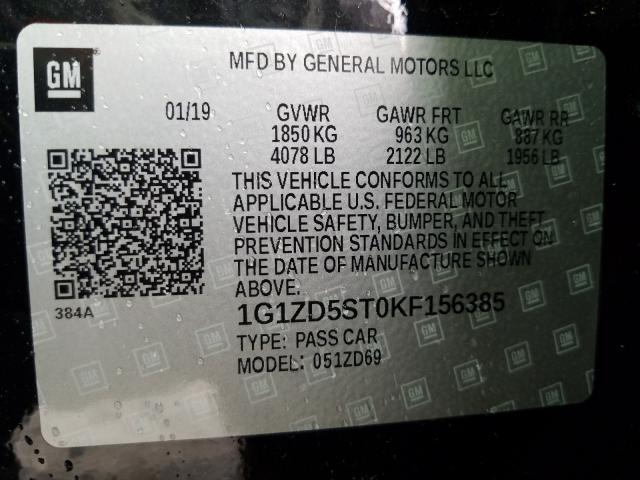 GM
MFD BY GENERAL MOTORS LLC
01/19 GVWR GAWR FRT GAWR RR
1850 KG 963 KG 887 KG
4078 LB 2122 LB 1956 LB
THIS VEHICLE CONFORMS TO ALL
APPLICABLE U.S. FEDERAL MOTOR
VEHICLE SAFETY, BUMPER, AND THEFT
PREVENTION STANDARDS IN EFFECT ON
THE DATE OF MANUFACTURE SHOWN
ABOVE.
384A
1G1ZD5ST0KF156385
TYPE: PASS CAR
MODEL: 051ZD69